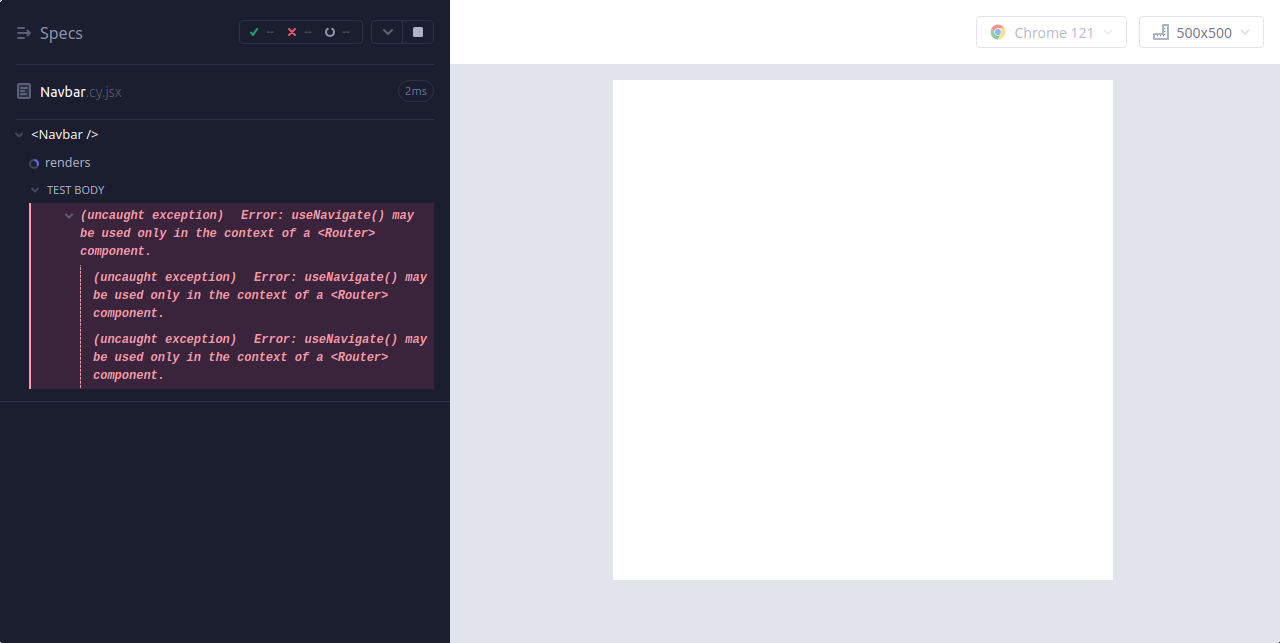 Specs
-- -- --
Chrome 121
500x500
Navbar.cy.jsx
2ms
<Navbar />
renders
TEST BODY
(uncaught exception) Error: useNavigate() may
be used only in the context of a <Router>
component.
(uncaught exception) Error: useNavigate() may
be used only in the context of a <Router>
component.
(uncaught exception) Error: useNavigate() may
be used only in the context of a <Router>
component.